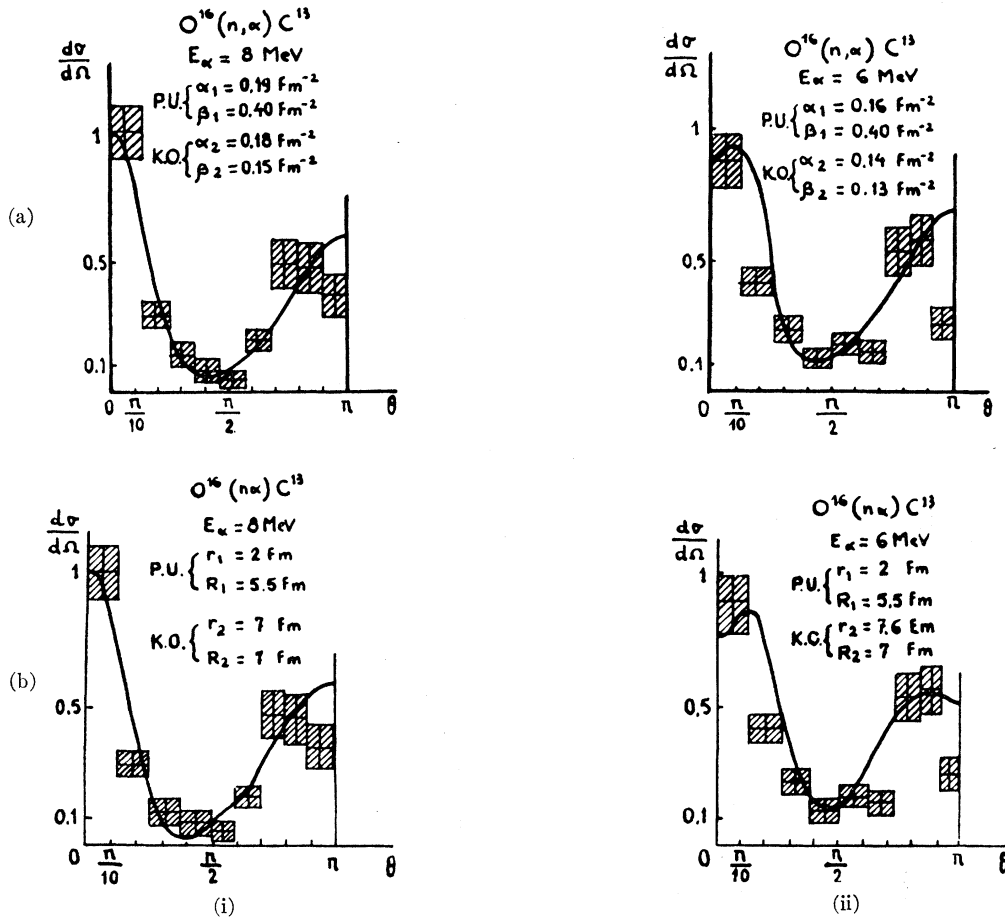 O¹⁶(n,α) C¹³
E_α = 8 MeV
dσ
dΩ
P.U. { α₁ = 0.19 Fm⁻²
β₁ = 0.40 Fm⁻²
K.O. { α₂ = 0.18 Fm⁻²
β₂ = 0.15 Fm⁻²
1
0.5
0.1
0 π/10 π/2 π θ
O¹⁶(n,α) C¹³
E_α = 6 MeV
dσ
dΩ
P.U. { α₁ = 0.16 Fm⁻²
β₁ = 0.40 Fm⁻²
K.O. { α₂ = 0.14 Fm⁻²
β₂ = 0.13 Fm⁻²
1
0.5
0.1
0 π/10 π/2 π θ
(a)
O¹⁶(nα) C¹³
E_α = 8 MeV
dσ
dΩ
P.U. { r₁ = 2 Fm
R₁ = 5.5 Fm
K.O. { r₂ = 7 Fm
R₂ = 7 Fm
1
0.5
0.1
0 π/10 π/2 π θ
O¹⁶(nα) C¹³
E_α = 6 MeV
dσ
dΩ
P.U. { r₁ = 2 Fm
R₁ = 5.5 Fm
K.O. { r₂ = 7.6 Fm
R₂ = 7 Fm
1
0.5
0.1
0 π/10 π/2 π θ
(b)
(i)
(ii)